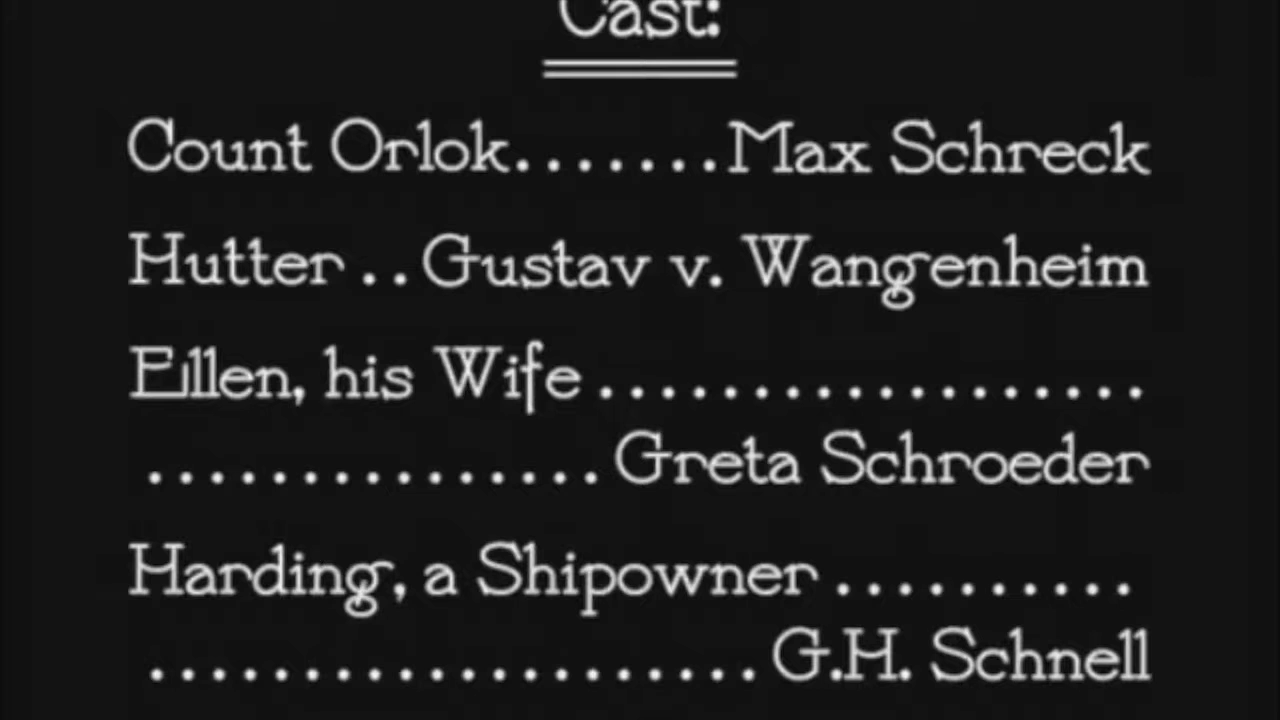 Cast:
Count Orlok.......Max Schreck
Hutter ..Gustav v. Wangenheim
Ellen, his Wife ..................
...............Greta Schroeder
Harding, a Shipowner ..........
....................G.H. Schnell